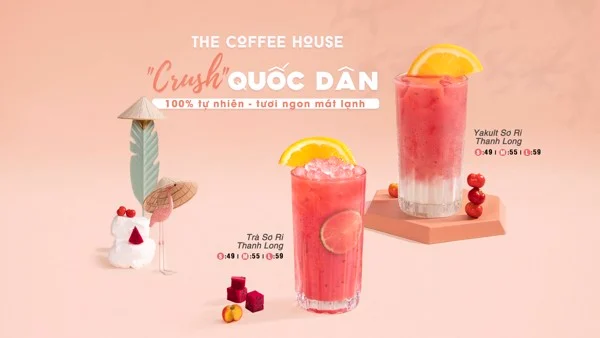 THE COFFEE HOUSE
"Crush" QUỐC DÂN
100% tự nhiên - tươi ngon mát lạnh
Yakult Sơ Ri
Thanh Long
S:49 I M:55 I L:59
Trà Sơ Ri
Thanh Long
S:49 I M:55 I L:59